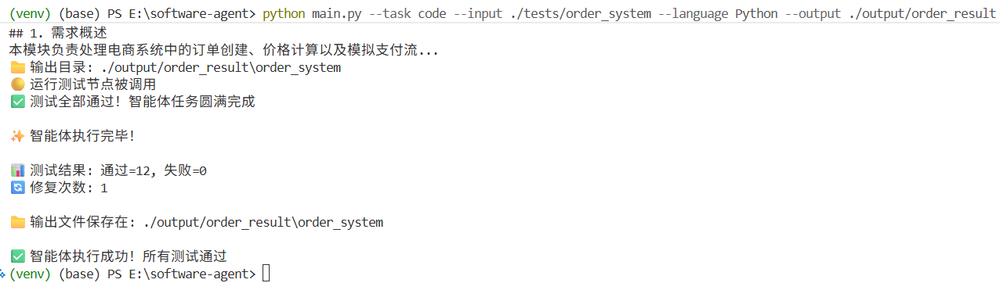 (venv) (base) PS E:\software-agent> python main.py --task code --input ./tests/order_system --language Python --output ./output/order_result
## 1. 需求概述
本模块负责处理电商系统中的订单创建、价格计算以及模拟支付流...
📁 输出目录: ./output/order_result\order_system
🟡 运行测试节点被调用
✅ 测试全部通过！智能体任务圆满完成
✨ 智能体执行完毕！
📊 测试结果: 通过=12, 失败=0
🔄 修复次数: 1
📁 输出文件保存在: ./output/order_result\order_system
✅ 智能体执行成功！所有测试通过
(venv) (base) PS E:\software-agent>